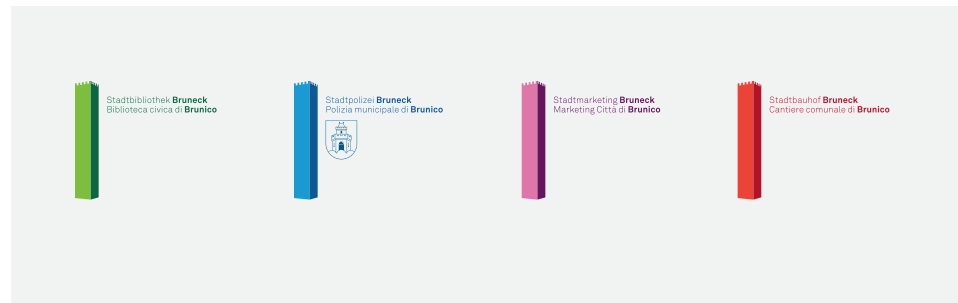 Stadtbibliothek Bruneck
Biblioteca civica di Brunico
Stadtpolizei Bruneck
Polizia municipale di Brunico
Stadtmarketing Bruneck
Marketing Città di Brunico
Stadtbauhof Bruneck
Cantiere comunale di Brunico